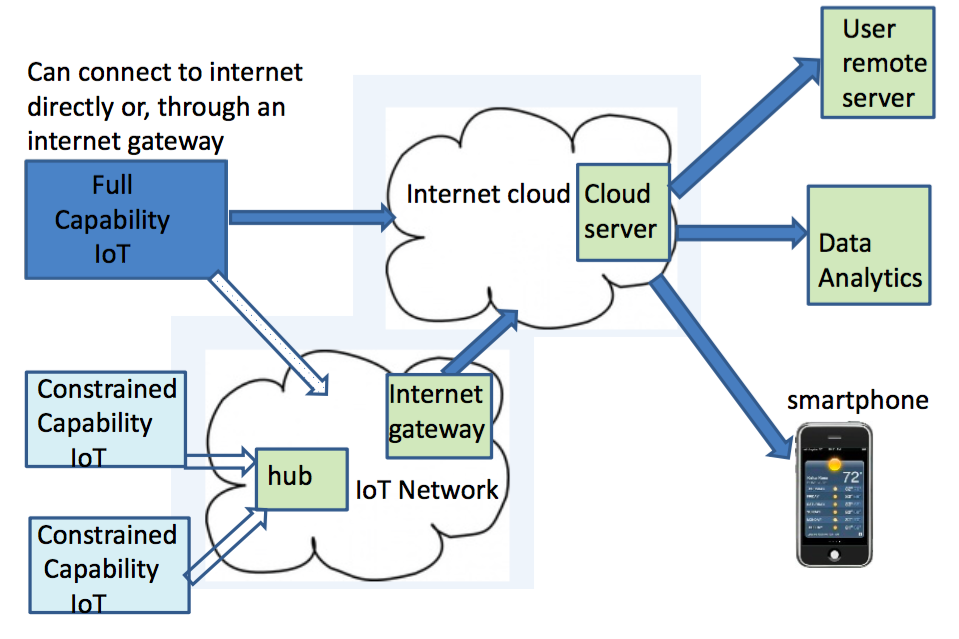 Can connect to internet
directly or, through an
internet gateway
Full
Capability
IoT
Constrained
Capability
IoT
Constrained
Capability
IoT
Internet cloud
Cloud
server
Internet
gateway
hub
IoT Network
User
remote
server
Data
Analytics
smartphone
72°